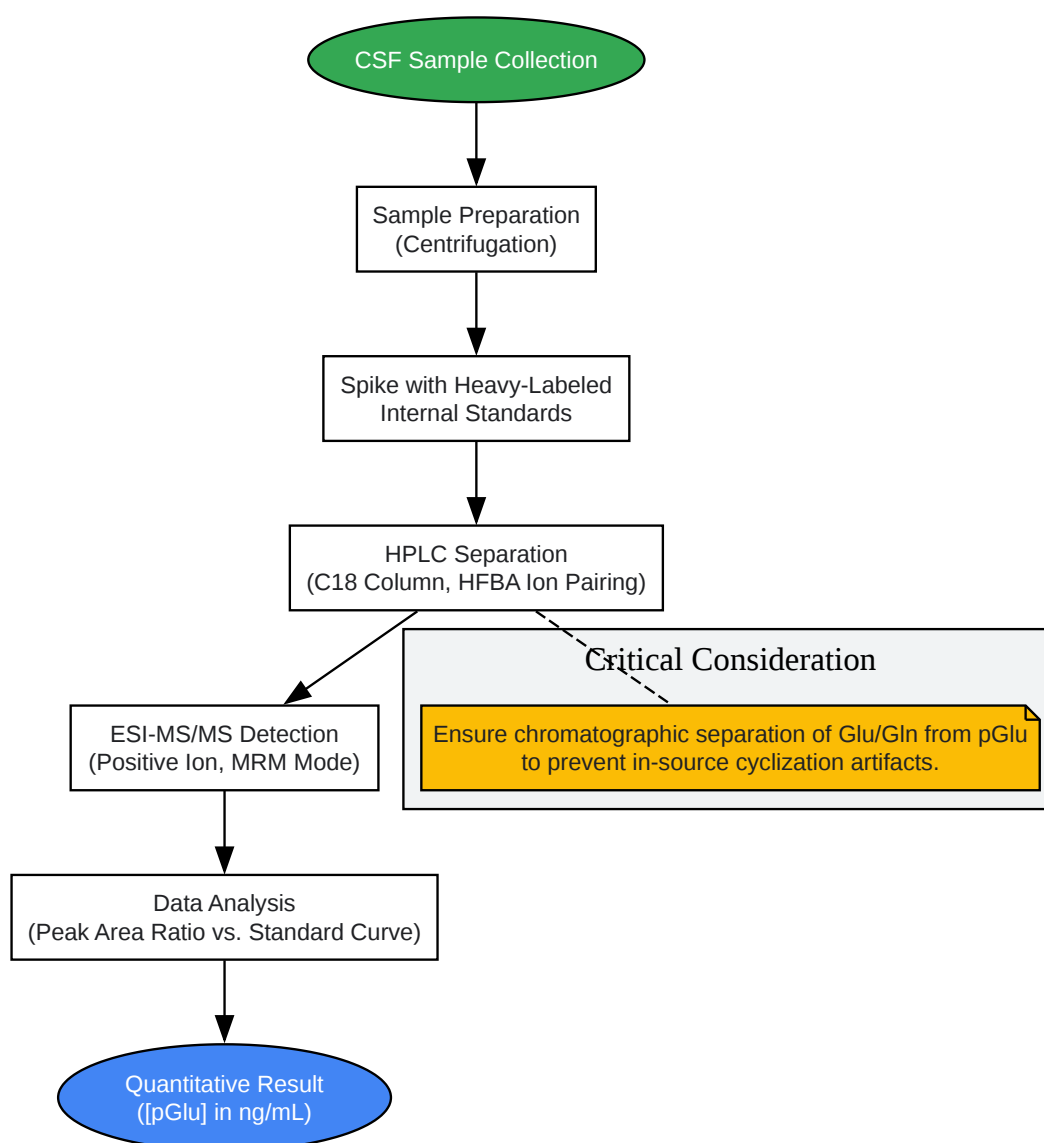 CSF Sample Collection
Sample Preparation
(Centrifugation)
Spike with Heavy-Labeled
Internal Standards
HPLC Separation
(C18 Column, HFBA Ion Pairing)
Critical Consideration
ESI-MS/MS Detection
(Positive Ion, MRM Mode)
Ensure chromatographic separation of Glu/Gln from pGlu
to prevent in-source cyclization artifacts.
Data Analysis
(Peak Area Ratio vs. Standard Curve)
Quantitative Result
([pGlu] in ng/mL)